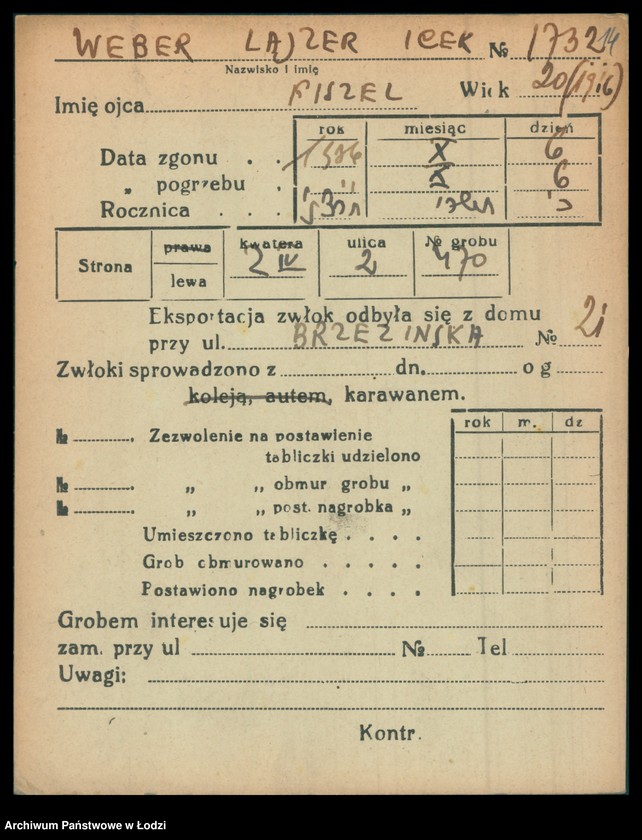 WEBER LAJZER ICEK № 17324
Nazwisko i imię
Imię ojca FISZEL Wiek 20 (1916)
rok miesiąc dzień
Data zgonu . . 1936 X 6
„ pogrzebu . " X 6
Rocznica . . .
Strona prawa kwatera ulica № grobu
lewa 2 IV 2 470
Eksportacja zwłok odbyła się z domu
przy ul. BRZEZINSKA № 21
Zwłoki sprowadzono z dn. o g
koleją, autem, karawanem.
rok m. dz
№ Zezwolenie na postawienie
tabliczki udzielono
№ „ „ obmur grobu „
№ „ „ post. nagrobka „
Umieszczono tabliczkę . . . .
Grob obmurowano . . . . .
Postawiono nagrobek . . . .
Grobem interesuje się
zam. przy ul № Tel
Uwagi:
Kontr.
Archiwum Państwowe w Łodzi